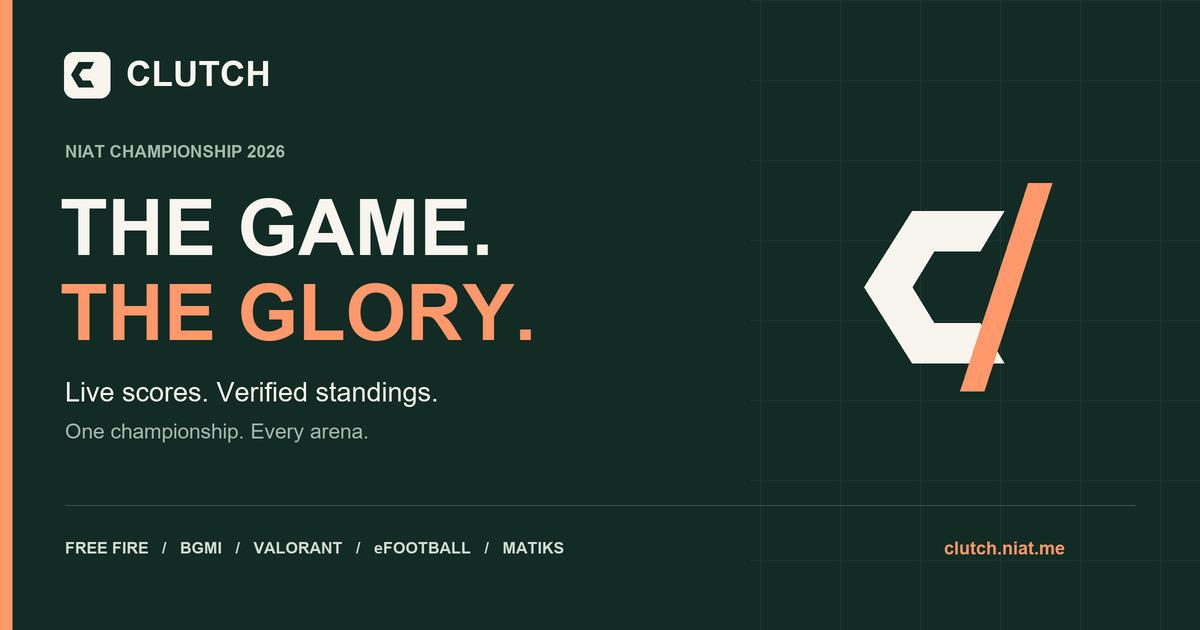 CLUTCH
NIAT CHAMPIONSHIP 2026
THE GAME.
THE GLORY.
Live scores. Verified standings.
One championship. Every arena.
FREE FIRE / BGMI / VALORANT / eFOOTBALL / MATIKS
clutch.niat.me